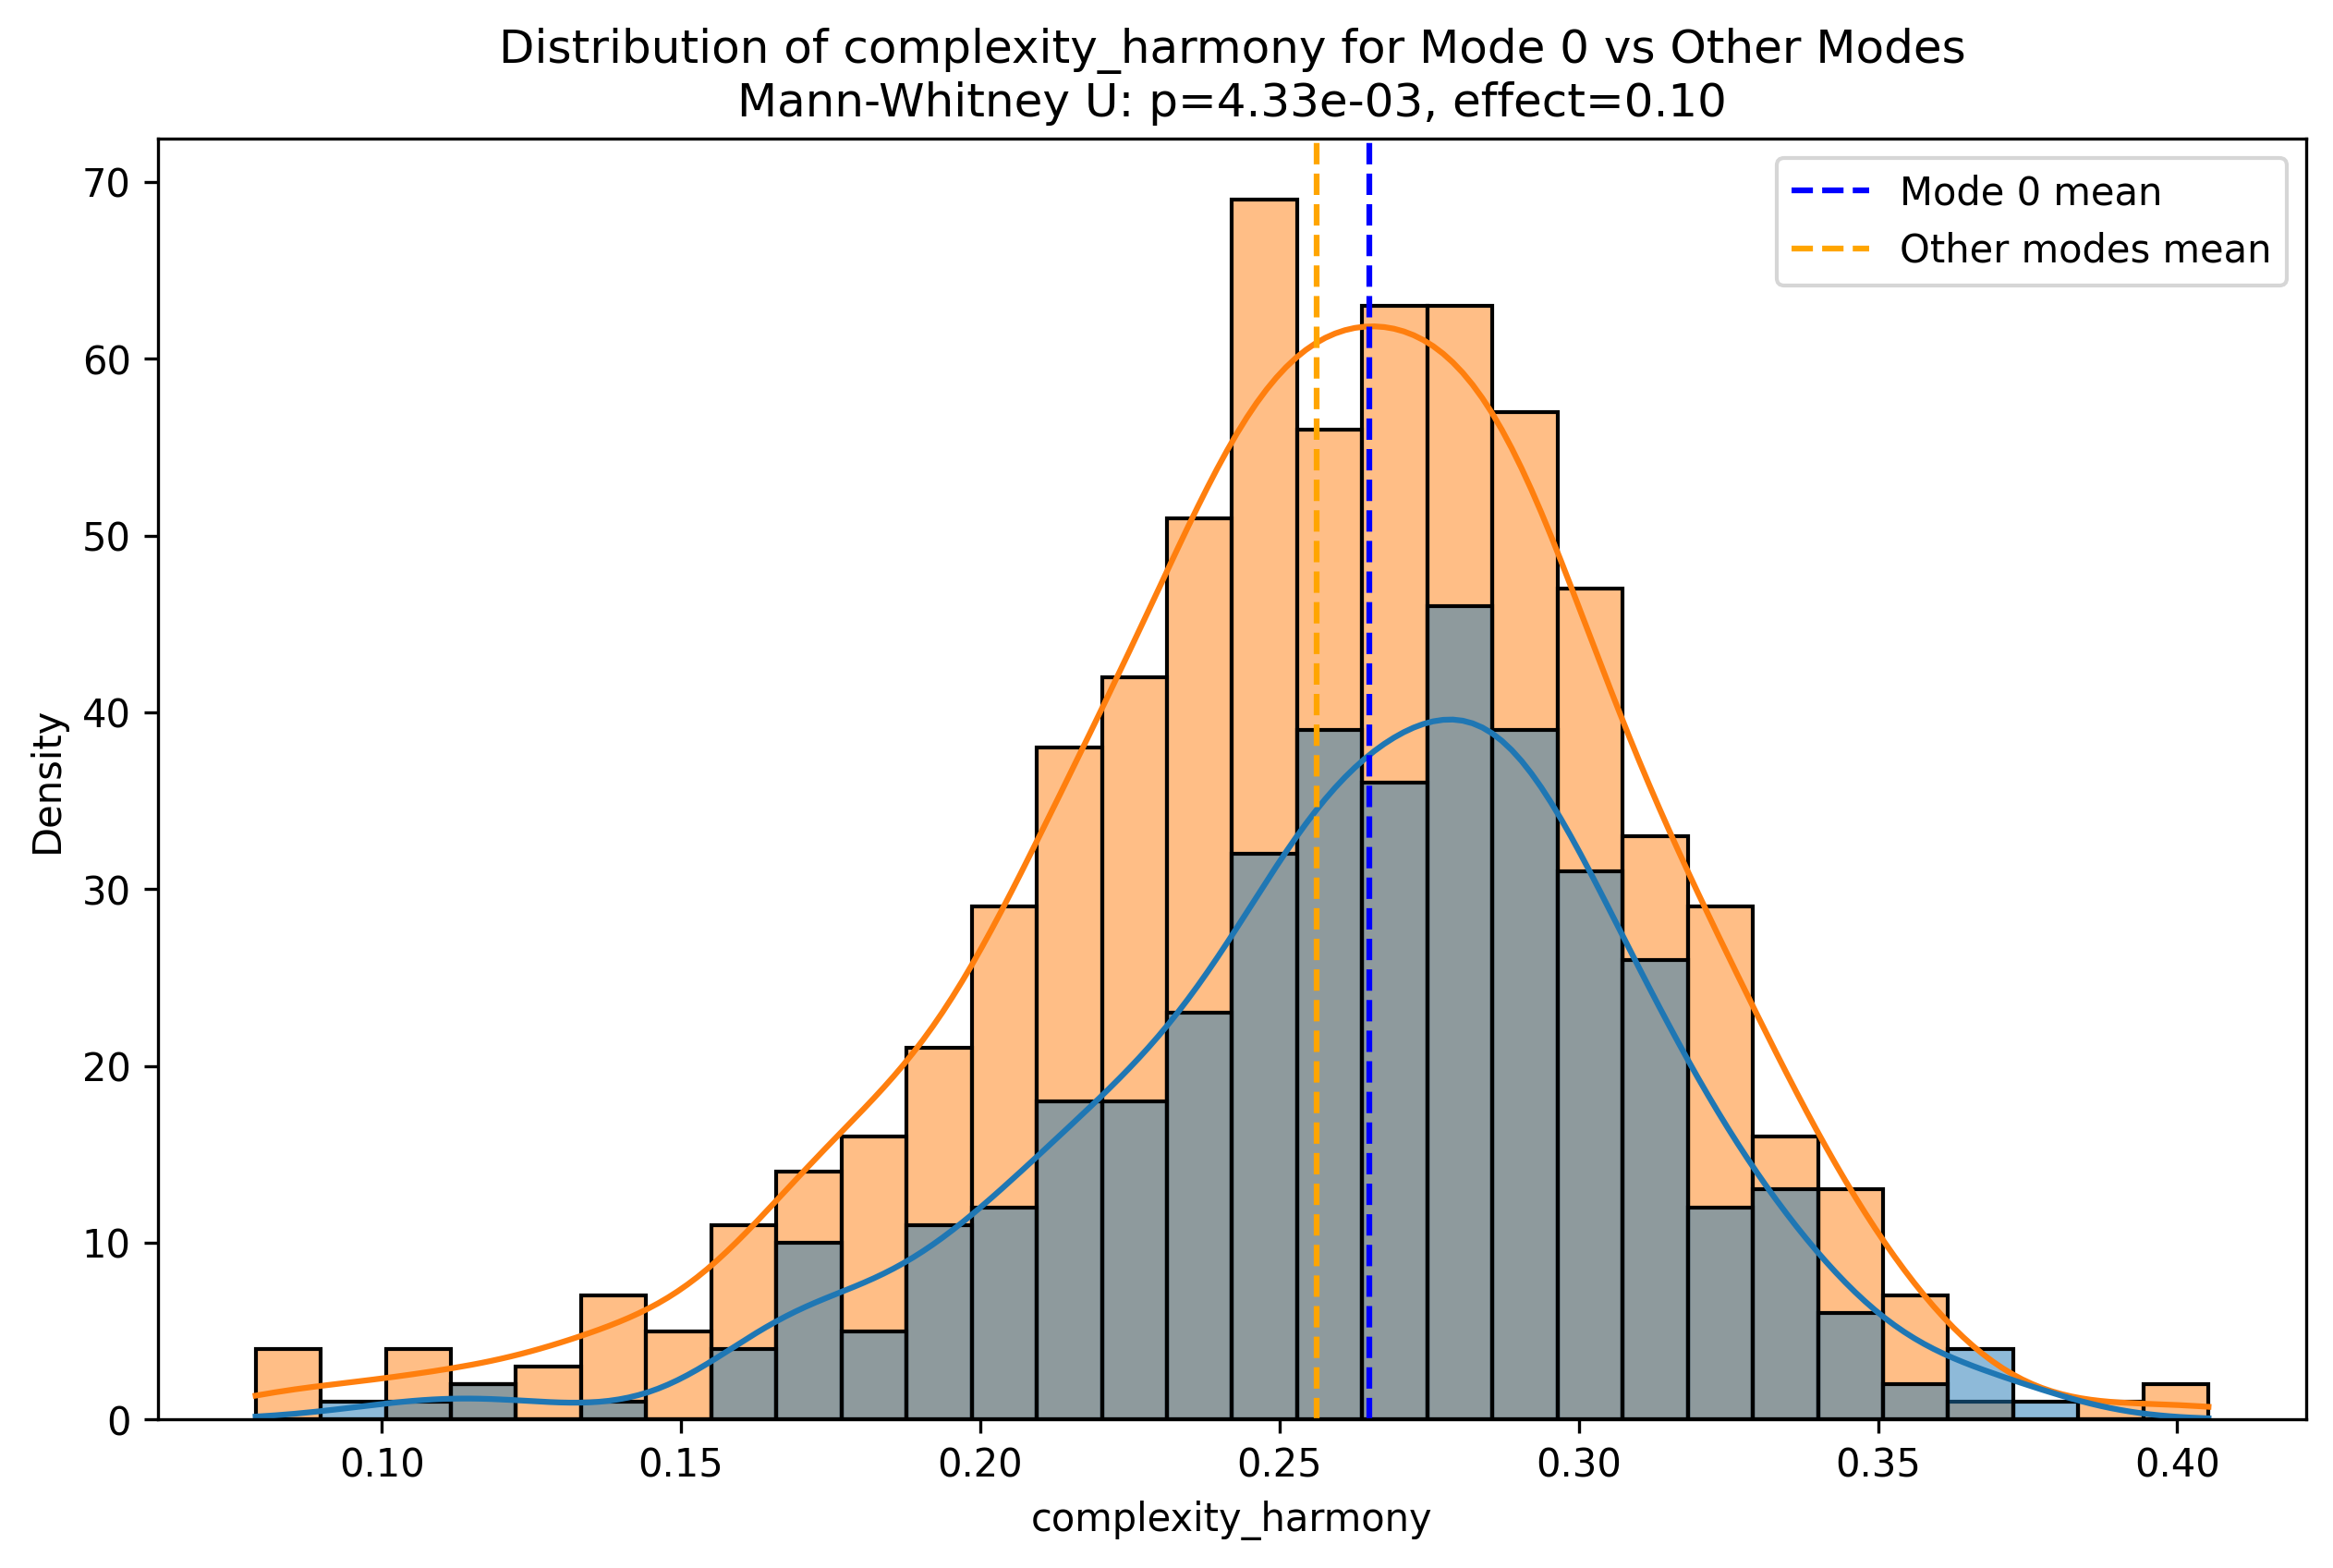 Distribution of complexity_harmony for Mode 0 vs Other Modes
Mann-Whitney U: p=4.33e-03, effect=0.10
Mode 0 mean
Other modes mean
Density
70
60
50
40
30
20
10
0
0.10 0.15 0.20 0.25 0.30 0.35 0.40
complexity_harmony